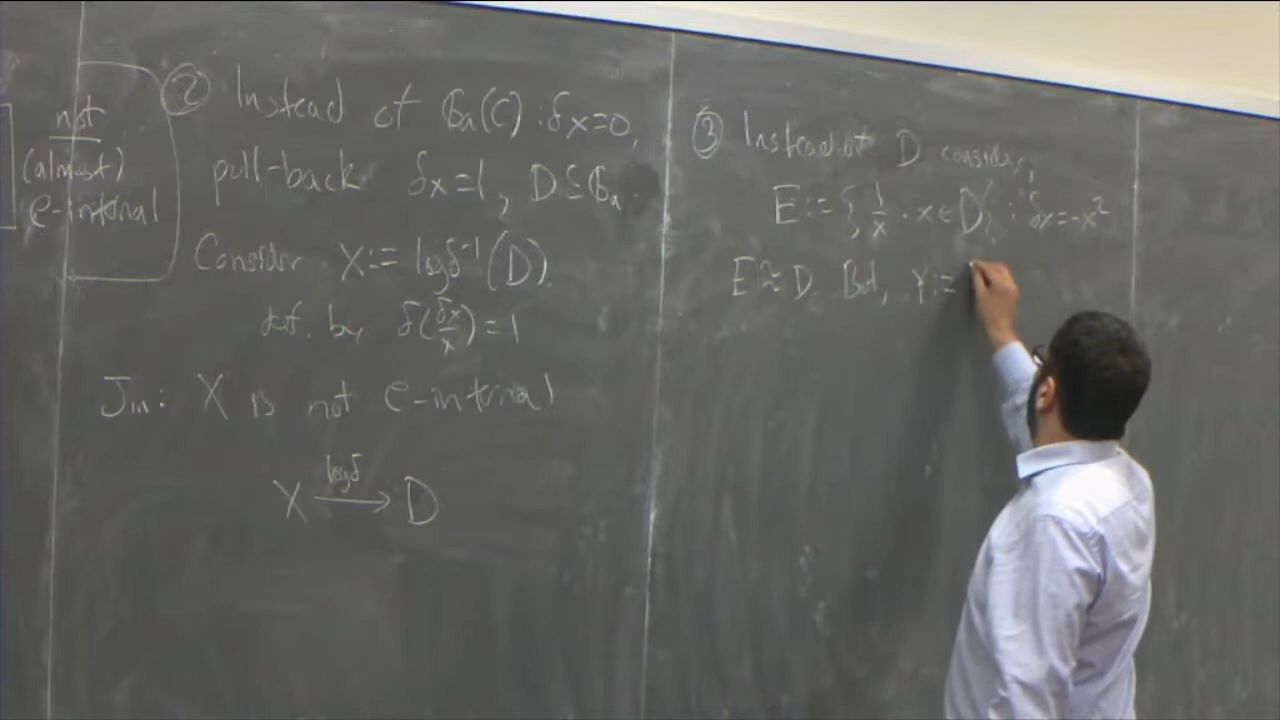 not
(almost)
C-internal
② Instead of Ga(C) : δx=0,
pull-back δx=1, D ≤ Ga.
Consider X := logδ⁻¹(D).
def. by δ(δx/x)=1
Jin: X is not C-internal
X —logδ→ D
③ Instead of D consider,
E := {1/x : x∈D} : δx=-x²
E ≈ D. But, Y :=